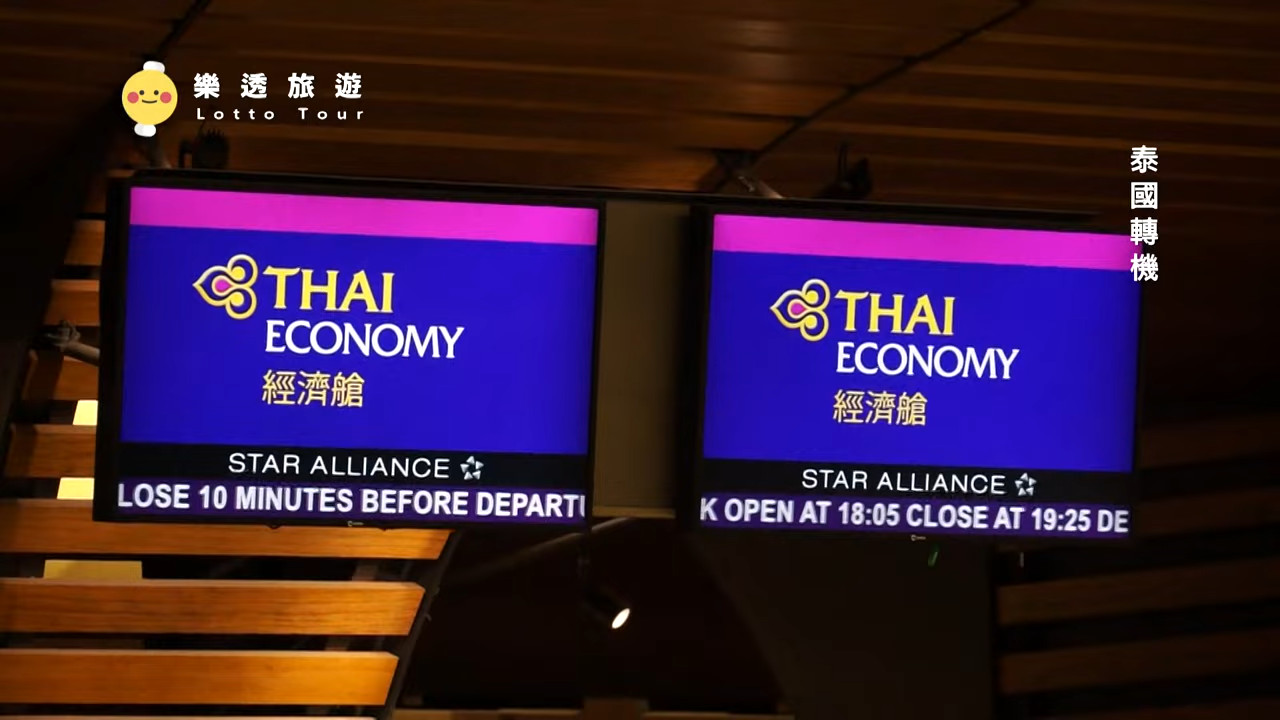 樂透旅遊
Lotto Tour
泰國轉機
THAI
ECONOMY
經濟艙
STAR ALLIANCE
LOSE 10 MINUTES BEFORE DEPARTU
THAI
ECONOMY
經濟艙
STAR ALLIANCE
K OPEN AT 18:05 CLOSE AT 19:25 DE